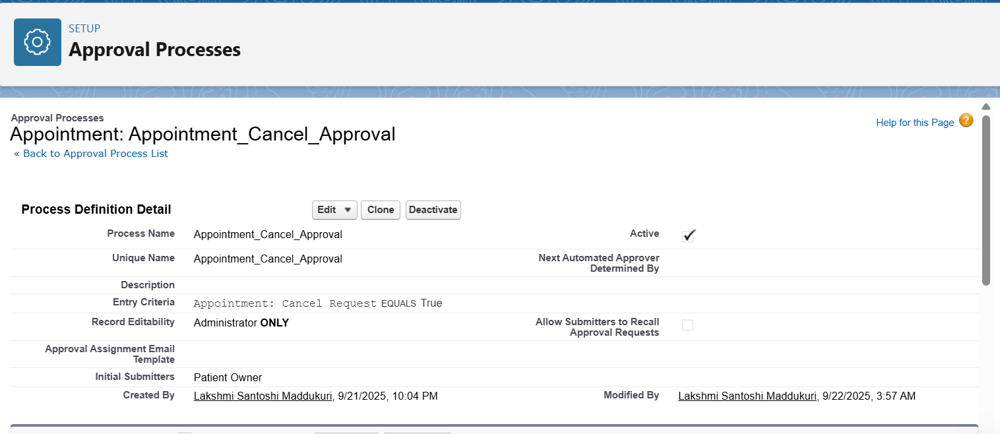 SETUP
Approval Processes
Approval Processes
Appointment: Appointment_Cancel_Approval
Help for this Page ?
« Back to Approval Process List
Process Definition Detail
Edit Clone Deactivate
Process Name Appointment_Cancel_Approval Active
Unique Name Appointment_Cancel_Approval Next Automated Approver
Determined By
Description
Entry Criteria Appointment: Cancel Request EQUALS True
Record Editability Administrator ONLY Allow Submitters to Recall
Approval Requests
Approval Assignment Email
Template
Initial Submitters Patient Owner
Created By Lakshmi Santoshi Maddukuri, 9/21/2025, 10:04 PM Modified By Lakshmi Santoshi Maddukuri, 9/22/2025, 3:57 AM